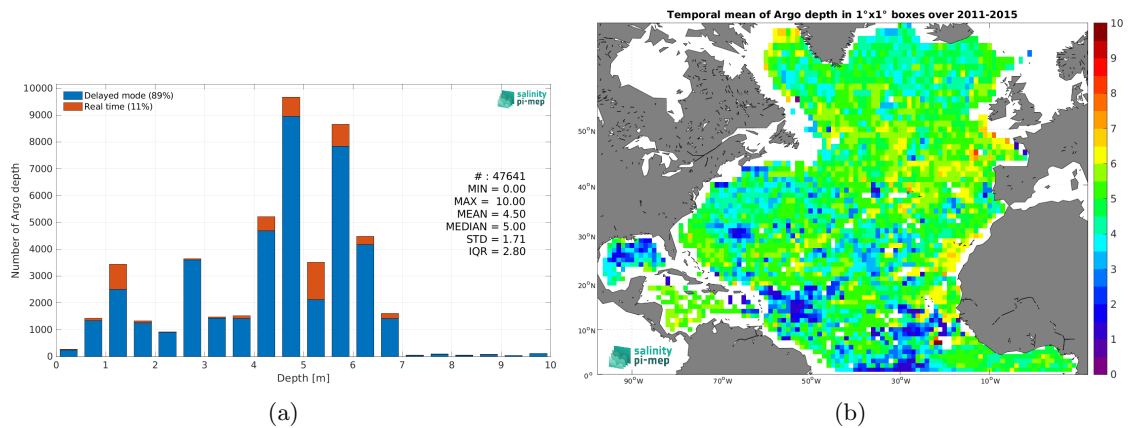 Delayed mode (89%)
Real time (11%)
salinity
pi-mep
# : 47641
MIN = 0.00
MAX = 10.00
MEAN = 4.50
MEDIAN = 5.00
STD = 1.71
IQR = 2.80
Number of Argo depth
10000
9000
8000
7000
6000
5000
4000
3000
2000
1000
0
0 1 2 3 4 5 6 7 8 9 10
Depth [m]
(a)
Temporal mean of Argo depth in 1°x1° boxes over 2011-2015
50°N
40°N
30°N
20°N
10°N
0°
90°W 70°W 50°W 30°W 10°W
salinity
pi-mep
10
9
8
7
6
5
4
3
2
1
0
(b)